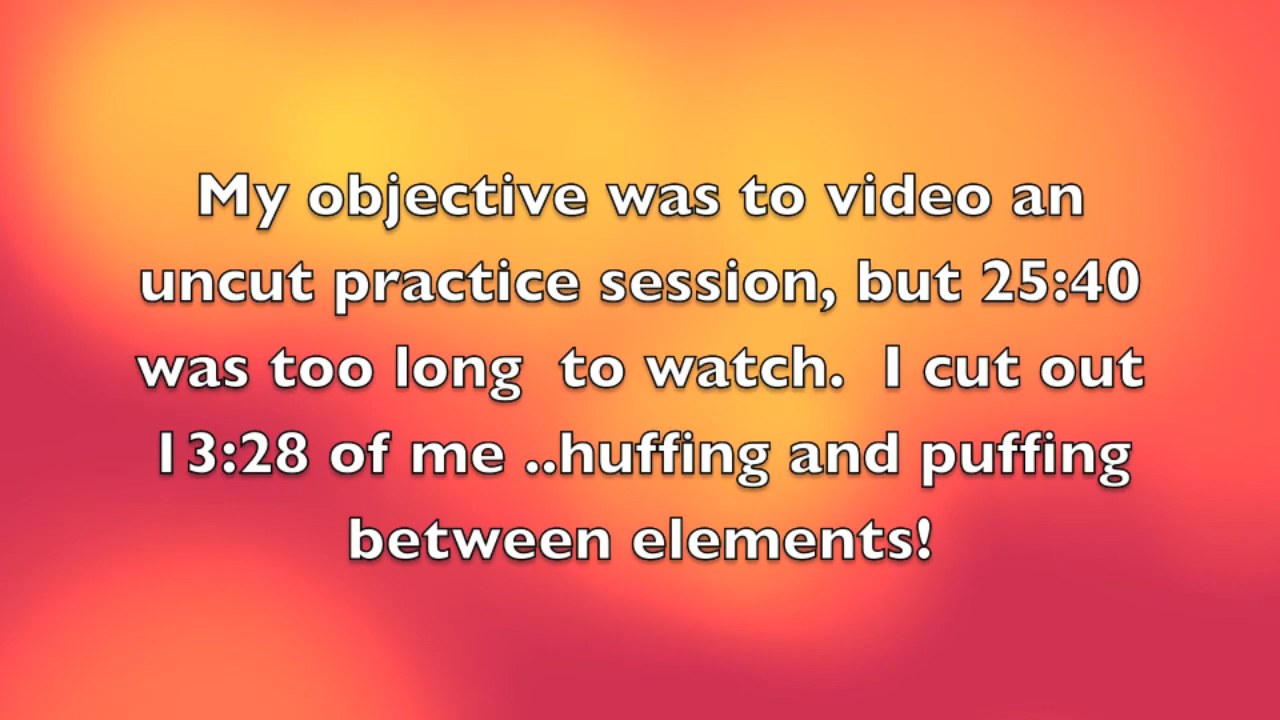 My objective was to video an
uncut practice session, but 25:40
was too long  to watch.  I cut out
13:28 of me ..huffing and puffing
between elements!